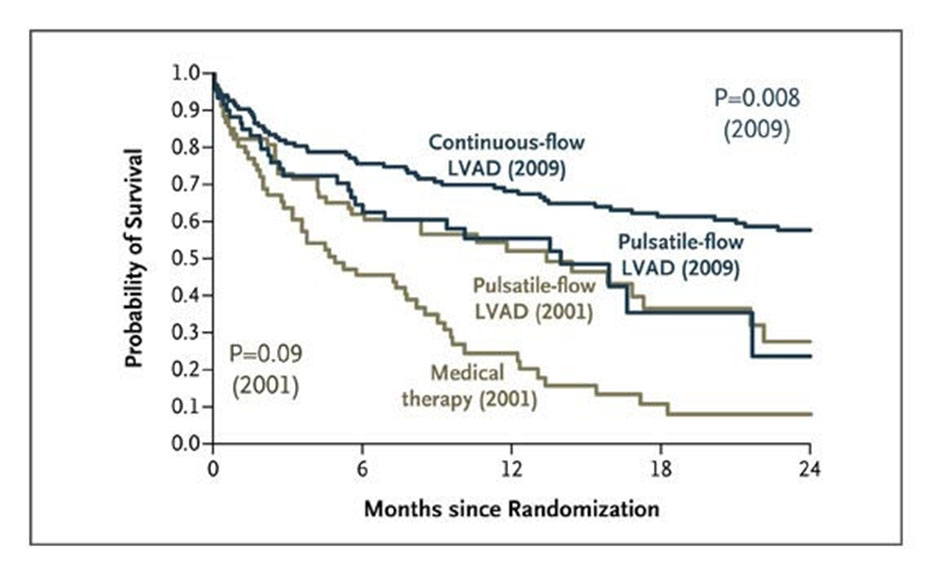 1.0
0.9
0.8
0.7
0.6
0.5
0.4
0.3
0.2
0.1
0.0
Probability of Survival
P=0.008
(2009)
Continuous-flow
LVAD (2009)
Pulsatile-flow
LVAD (2009)
Pulsatile-flow
LVAD (2001)
P=0.09
(2001)
Medical
therapy (2001)
0
6
12
18
24
Months since Randomization